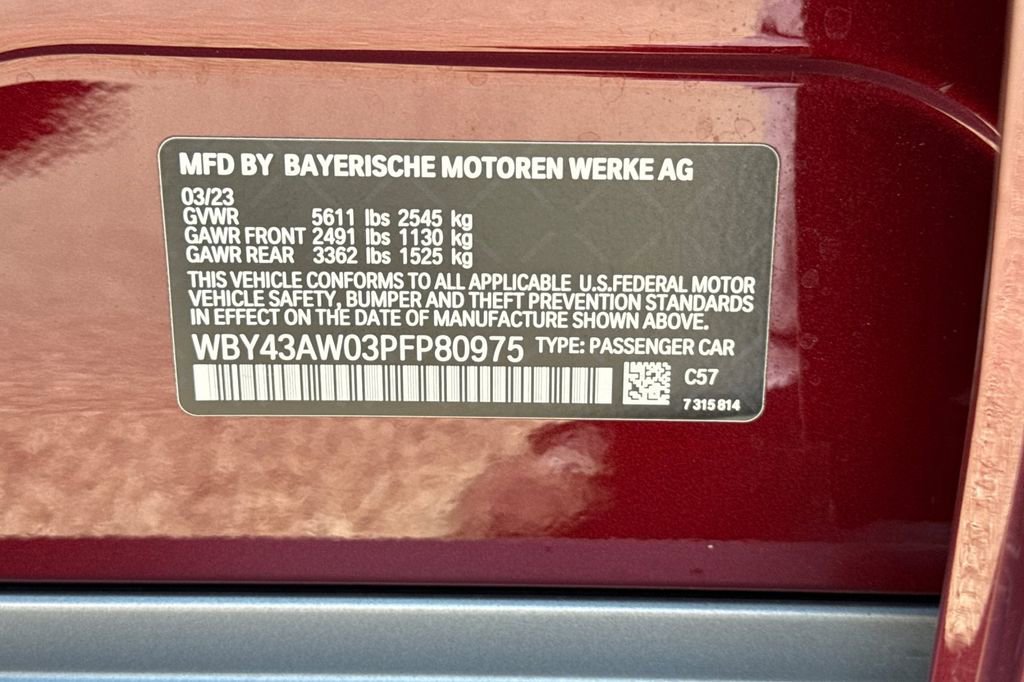 MFD BY BAYERISCHE MOTOREN WERKE AG
03/23
GVWR 5611 lbs 2545 kg
GAWR FRONT 2491 lbs 1130 kg
GAWR REAR 3362 lbs 1525 kg
THIS VEHICLE CONFORMS TO ALL APPLICABLE U.S.FEDERAL MOTOR
VEHICLE SAFETY, BUMPER AND THEFT PREVENTION STANDARDS
IN EFFECT ON THE DATE OF MANUFACTURE SHOWN ABOVE.
WBY43AW03PFP80975 TYPE: PASSENGER CAR
C57
7 315 814